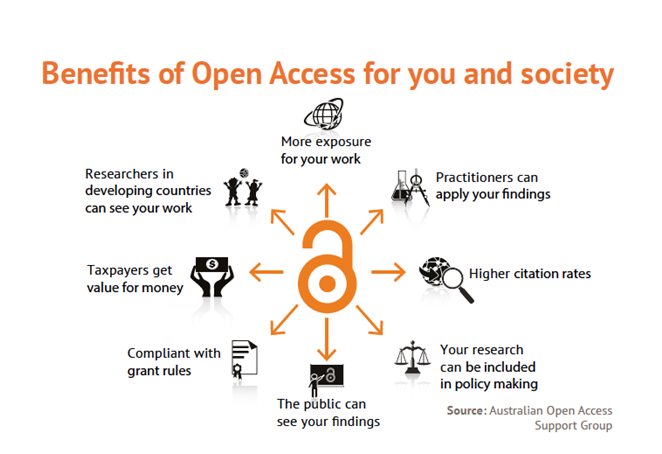 Benefits of Open Access for you and society
More exposure
for your work
Researchers in
developing countries
can see your work
Practitioners can
apply your findings
$
Taxpayers get
value for money
Higher citation rates
Compliant with
grant rules
Your research
can be included
in policy making
The public can
see your findings
Source: Australian Open Access
Support Group